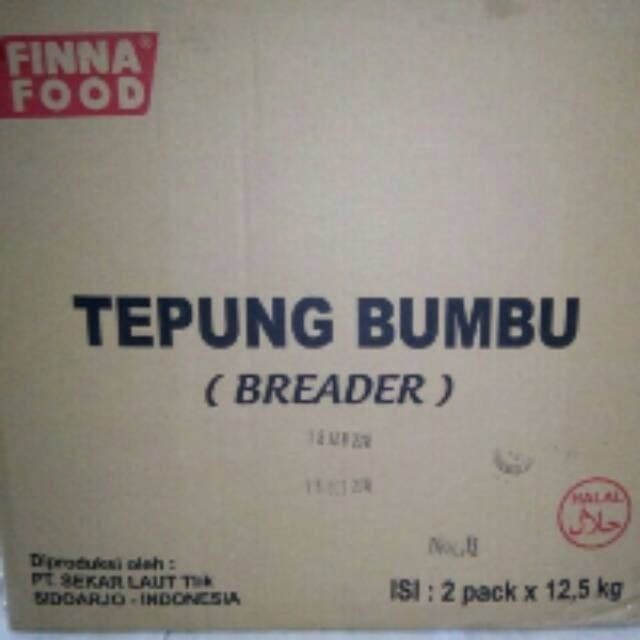 FINNA®
FOOD
TEPUNG BUMBU
( BREADER )
HALAL
حلال
Diproduksi oleh :
PT. SEKAR LAUT Tbk
SIDOARJO - INDONESIA
ISI : 2 pack x 12,5 kg